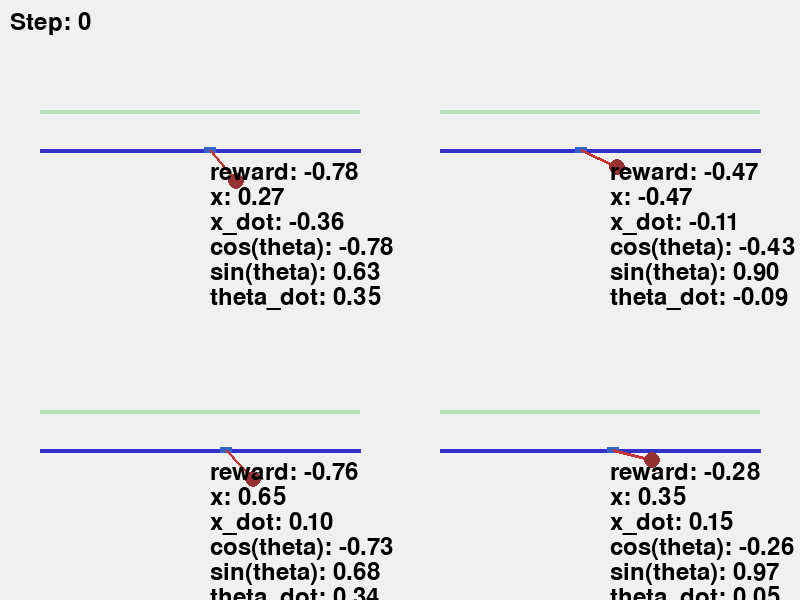 Step: 0
reward: -0.78
x: 0.27
x_dot: -0.36
cos(theta): -0.78
sin(theta): 0.63
theta_dot: 0.35
reward: -0.47
x: -0.47
x_dot: -0.11
cos(theta): -0.43
sin(theta): 0.90
theta_dot: -0.09
reward: -0.76
x: 0.65
x_dot: 0.10
cos(theta): -0.73
sin(theta): 0.68
theta_dot: 0.34
reward: -0.28
x: 0.35
x_dot: 0.15
cos(theta): -0.26
sin(theta): 0.97
theta_dot: 0.05